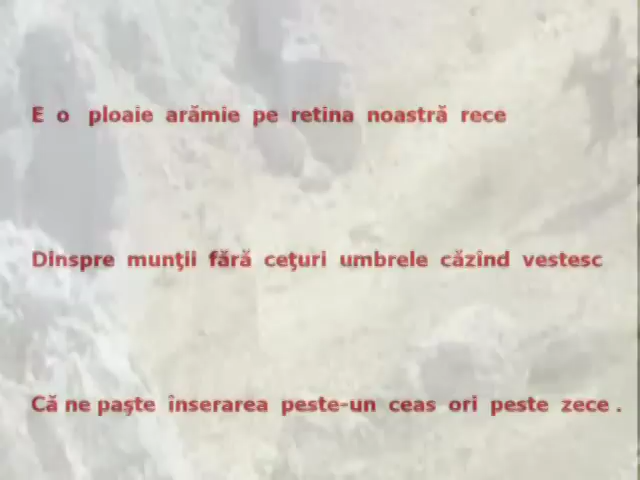 E o ploaie arămie pe retina noastră rece
Dinspre munţii fără ceţuri umbrele căzînd vestesc
Că ne paşte înserarea peste-un ceas ori peste zece .